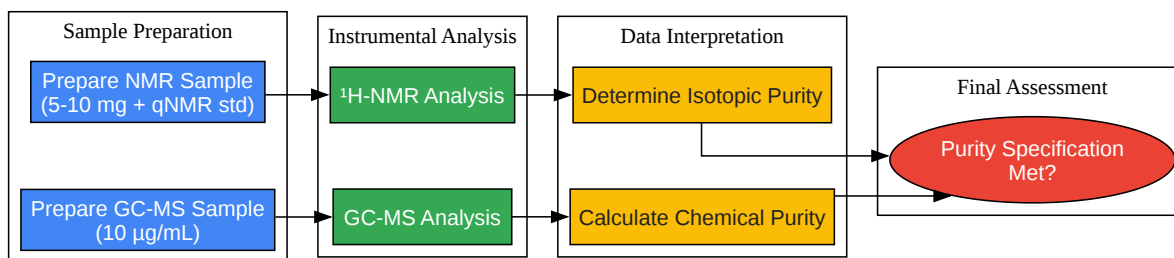 Sample Preparation
Prepare NMR Sample
(5-10 mg + qNMR std)
Prepare GC-MS Sample
(10 µg/mL)
Instrumental Analysis
¹H-NMR Analysis
GC-MS Analysis
Data Interpretation
Determine Isotopic Purity
Calculate Chemical Purity
Final Assessment
Purity Specification
Met?